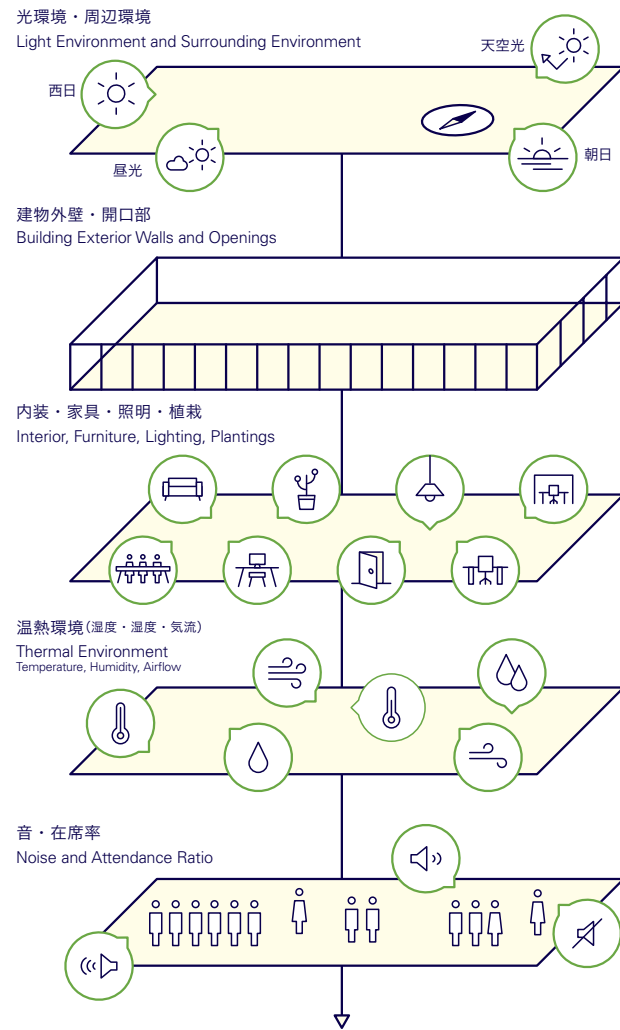 光環境・周辺環境
Light Environment and Surrounding Environment
天空光
西日
昼光
朝日
建物外壁・開口部
Building Exterior Walls and Openings
内装・家具・照明・植栽
Interior, Furniture, Lighting, Plantings
温熱環境(湿度・湿度・気流)
Thermal Environment
Temperature, Humidity, Airflow
音・在席率
Noise and Attendance Ratio